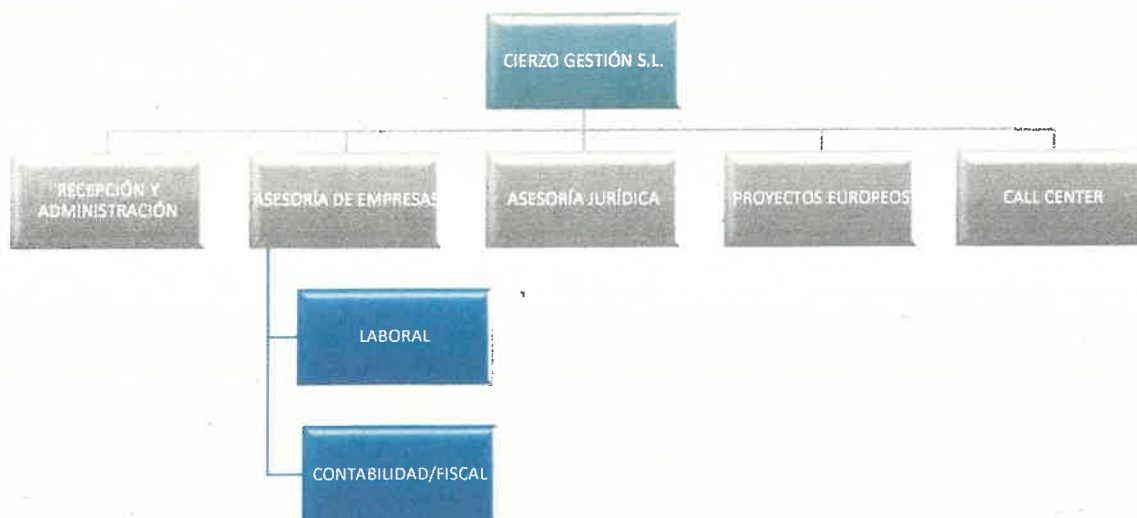 CIERZO GESTIÓN S.L.
RECEPCIÓN Y
ADMINISTRACIÓN
ASESORÍA DE EMPRESAS
ASESORÍA JURÍDICA
PROYECTOS EUROPEOS
CALL CENTER
LABORAL
CONTABILIDAD/FISCAL